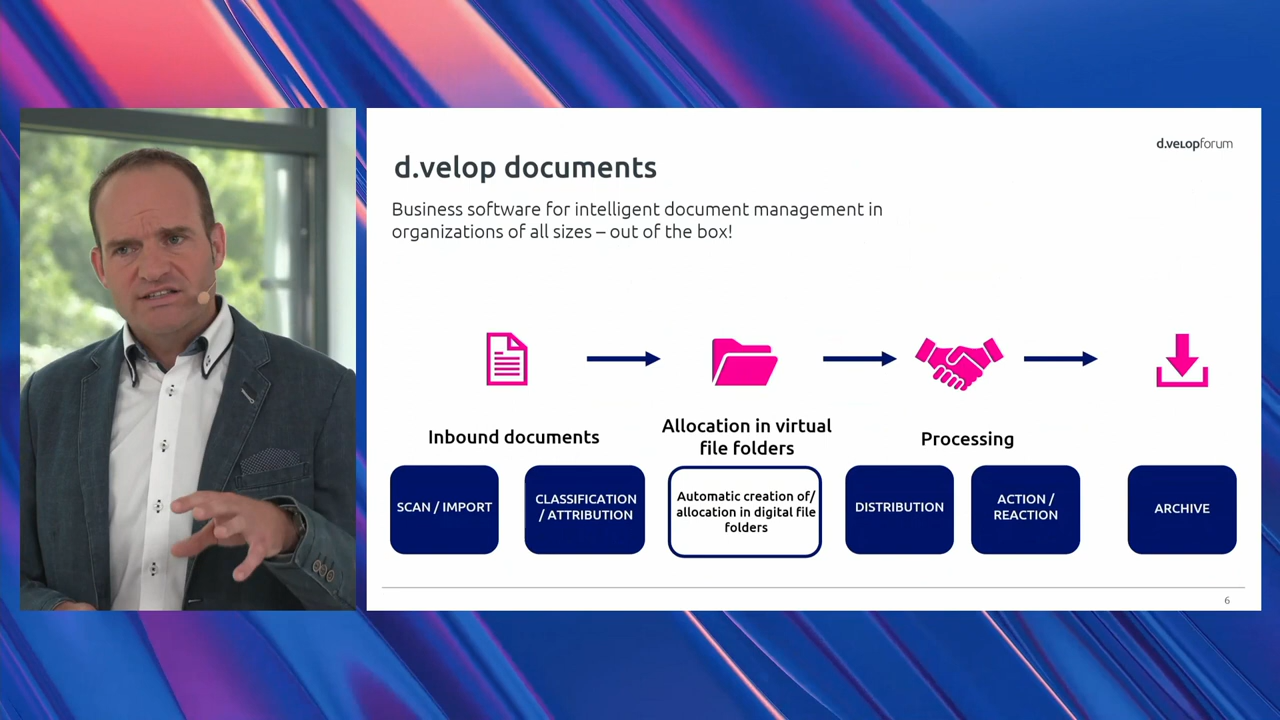 d.velopforum
d.velop documents
Business software for intelligent document management in
organizations of all sizes – out of the box!
Inbound documents
Allocation in virtual
file folders
Processing
SCAN / IMPORT
CLASSIFICATION
/ ATTRIBUTION
Automatic creation of/
allocation in digital file
folders
DISTRIBUTION
ACTION /
REACTION
ARCHIVE
6